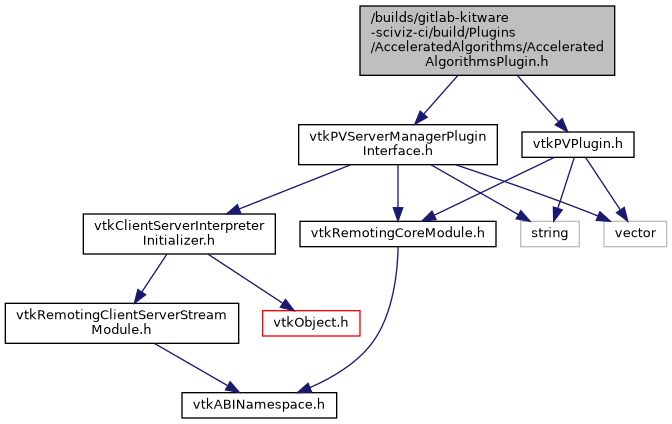 /builds/gitlab-kitware
-sciviz-ci/build/Plugins
/AcceleratedAlgorithms/Accelerated
AlgorithmsPlugin.h
vtkPVServerManagerPlugin
Interface.h
vtkPVPlugin.h
vtkClientServerInterpreter
Initializer.h
vtkRemotingCoreModule.h
string
vector
vtkRemotingClientServerStream
Module.h
vtkObject.h
vtkABINamespace.h